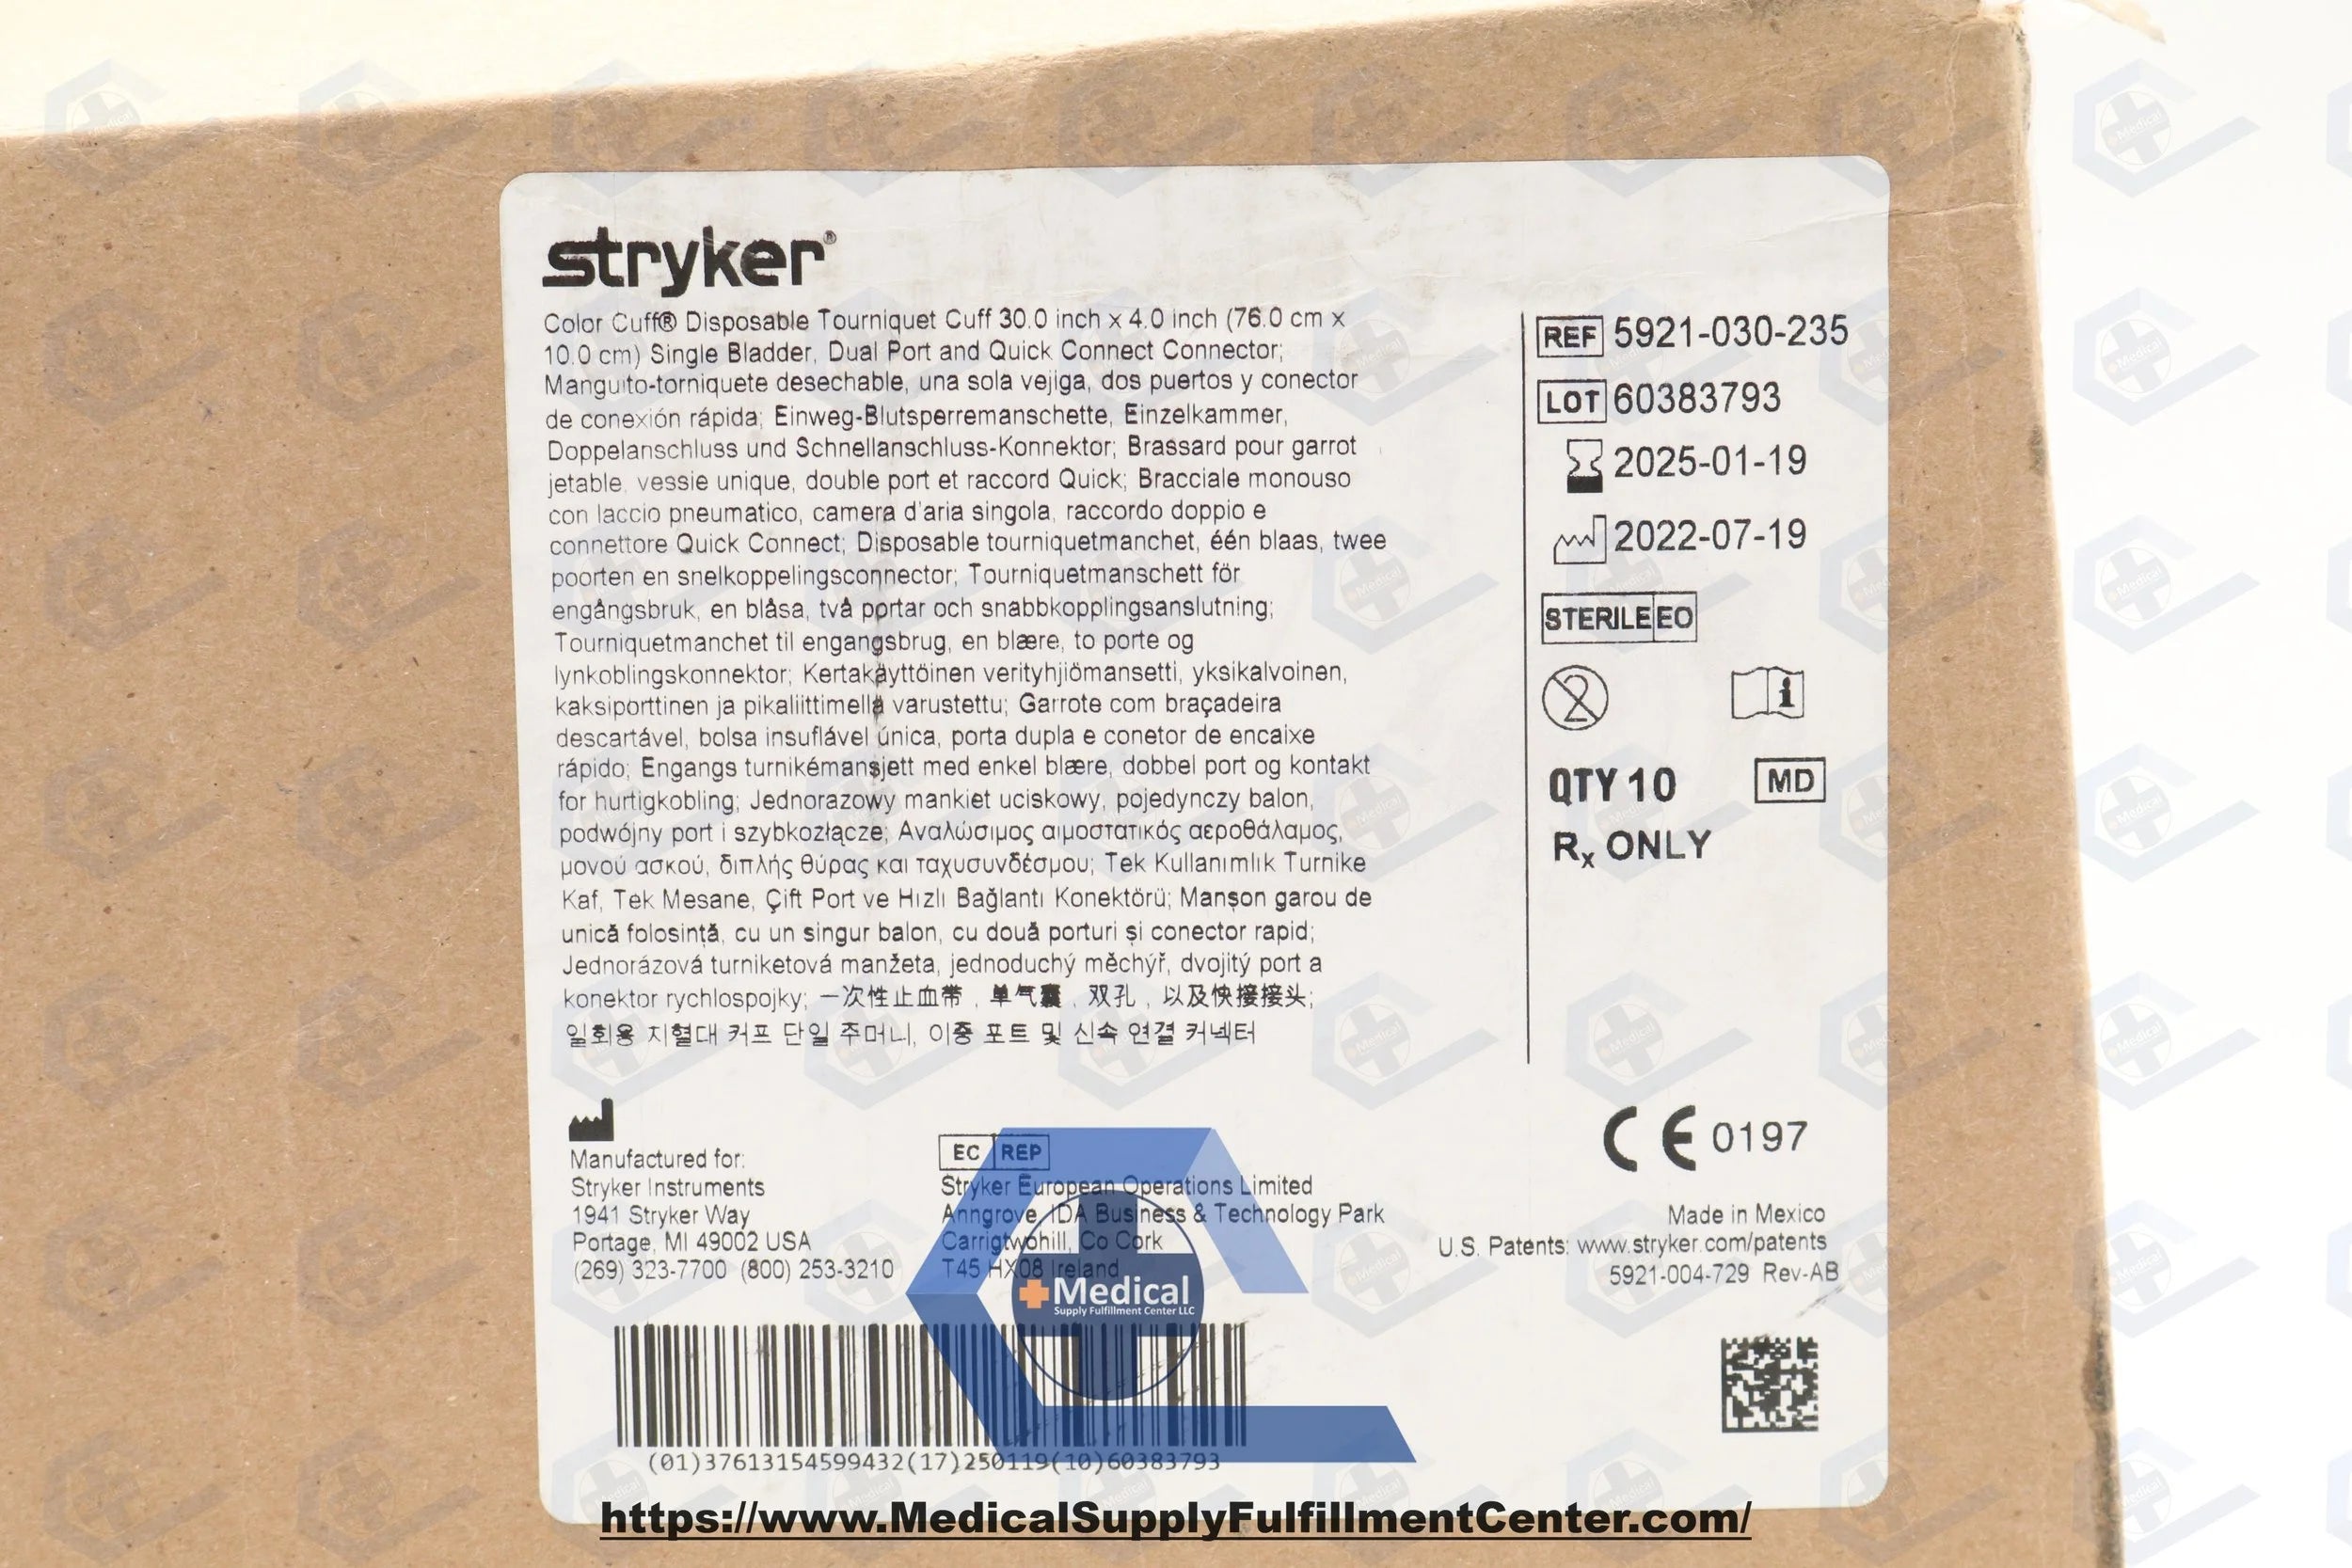 stryker®
Color Cuff® Disposable Tourniquet Cuff 30.0 inch x 4.0 inch (76.0 cm x
10.0 cm) Single Bladder, Dual Port and Quick Connect Connector;
Manguito-torniquete desechable, una sola vejiga, dos puertos y conector
de conexión rápida; Einweg-Blutsperremanschette, Einzelkammer,
Doppelanschluss und Schnellanschluss-Konnektor; Brassard pour garrot
jetable, vessie unique, double port et raccord Quick; Bracciale monouso
con laccio pneumatico, camera d'aria singola, raccordo doppio e
connettore Quick Connect; Disposable tourniquetmanchet, één blaas, twee
poorten en snelkoppelingsconnector; Tourniquetmanschett för
engångsbruk, en blåsa, två portar och snabbkopplingsanslutning;
Tourniquetmanchet til engangsbrug, en blære, to porte og
lynkoblingskonnektor; Kertakäyttöinen verityhjiömansetti, yksikalvoinen,
kaksiporttinen ja pikaliittimellä varustettu; Garrote com braçadeira
descartável, bolsa insuflável única, porta dupla e conetor de encaixe
rápido; Engangs turnikémansjett med enkel blære, dobbel port og kontakt
for hurtigkobling; Jednorazowy mankiet uciskowy, pojedynczy balon,
podwójny port i szybkozłącze; Αναλώσιμος αιμοστατικός αεροθάλαμος,
μονού ασκού, διπλής θύρας και ταχυσυνδέσμου; Tek Kullanımlık Turnike
Kaf, Tek Mesane, Çift Port ve Hızlı Bağlantı Konektörü; Manșon garou de
unică folosință, cu un singur balon, cu două porturi și conector rapid;
Jednorázová turniketová manžeta, jednoduchý měchýř, dvojitý port a
konektor rychlospojky; 一次性止血带，单气囊，双孔，以及快接接头;
일회용 지혈대 커프 단일 주머니, 이중 포트 및 신속 연결 커넥터
REF 5921-030-235
LOT 60383793
2025-01-19
2022-07-19
STERILE EO
2
i
QTY 10 MD
Rx ONLY
Manufactured for:
Stryker Instruments
1941 Stryker Way
Portage, MI 49002 USA
(269) 323-7700 (800) 253-3210
EC REP
Stryker European Operations Limited
Anngrove, IDA Business & Technology Park
Carrigtwohill, Co Cork
T45 HX08 Ireland
CE 0197
Made in Mexico
U.S. Patents: www.stryker.com/patents
5921-004-729 Rev-AB
Medical
Supply Fulfillment Center LLC
(01)37613154599432(17)250119(10)60383793
https://www.MedicalSupplyFulfillmentCenter.com/